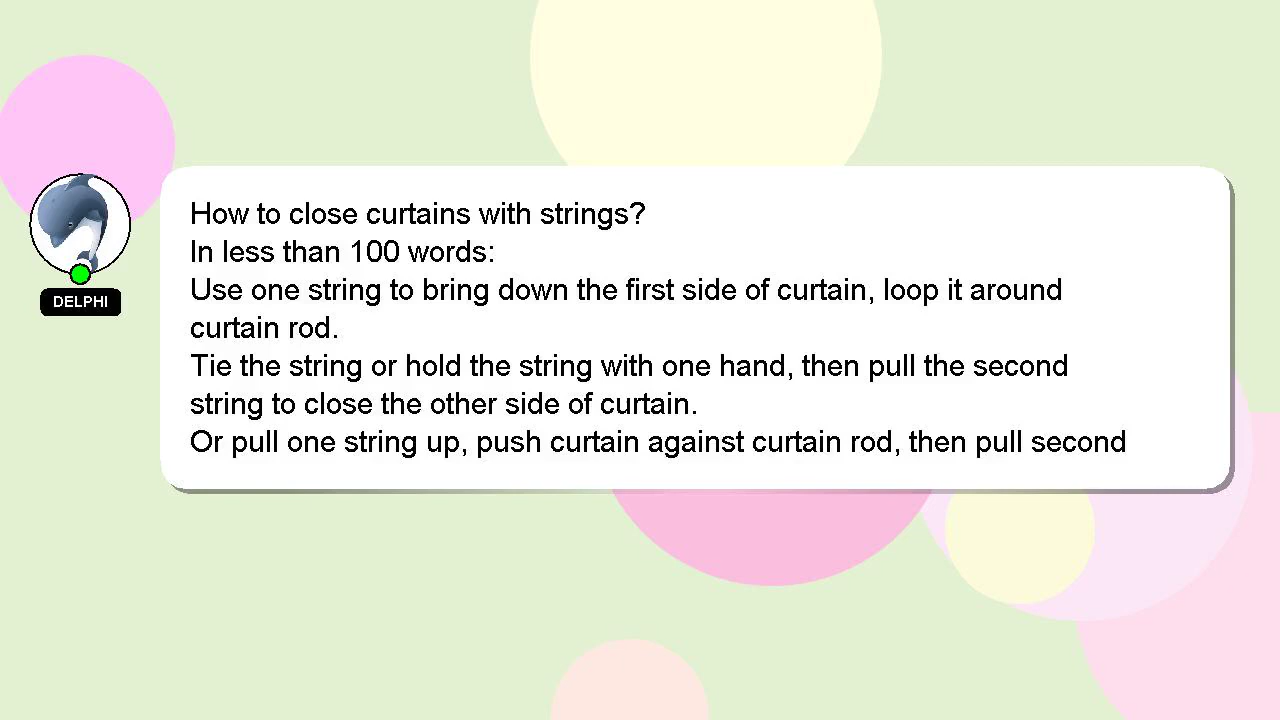 DELPHI
How to close curtains with strings?
In less than 100 words:
Use one string to bring down the first side of curtain, loop it around
curtain rod.
Tie the string or hold the string with one hand, then pull the second
string to close the other side of curtain.
Or pull one string up, push curtain against curtain rod, then pull second